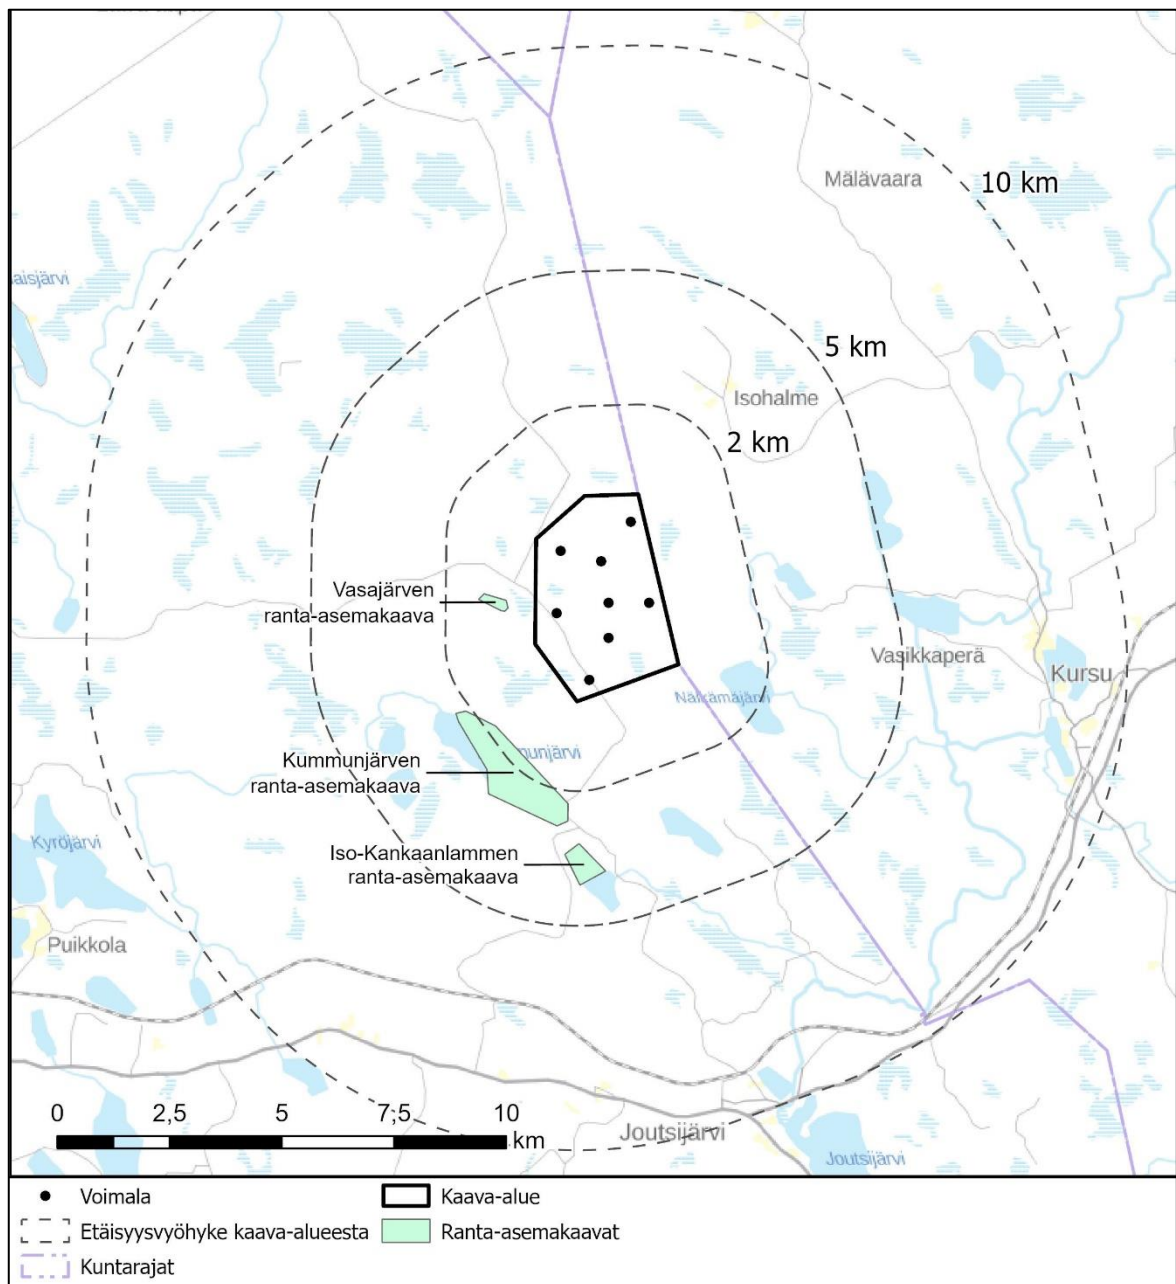 Mälävaara
10 km
aisjärvi
5 km
Isohalme
2 km
Vasajärven
ranta-asemakaava
Vasikkaperä
Kursu
Kummunjärven
ranta-asemakaava
munjärvi
Kyröjärvi
Iso-Kankaanlammen
ranta-asemakaava
Puikkola
0 2,5 5 7,5 10
km
Joutsijärvi
Joutsijärvi
Voimala
Kaava-alue
Etäisyysvyöhyke kaava-alueesta
Ranta-asemakaavat
Kuntarajat